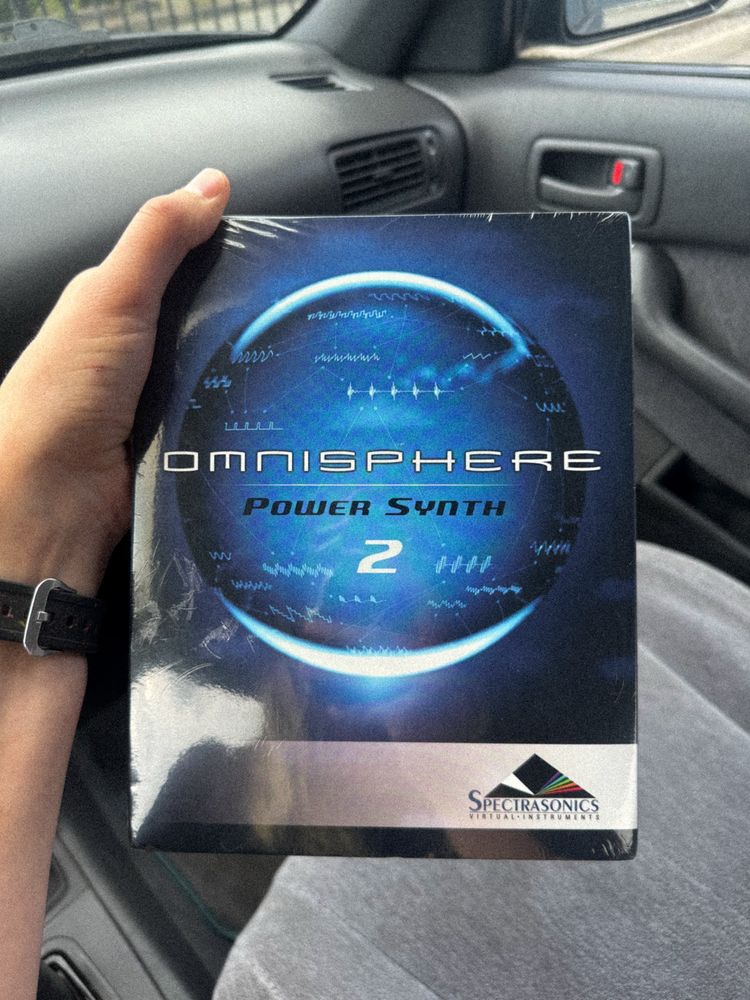 OMNISPHERE
POWER SYNTH
2
SPECTRASONICS
VIRTUAL•INSTRUMENTS